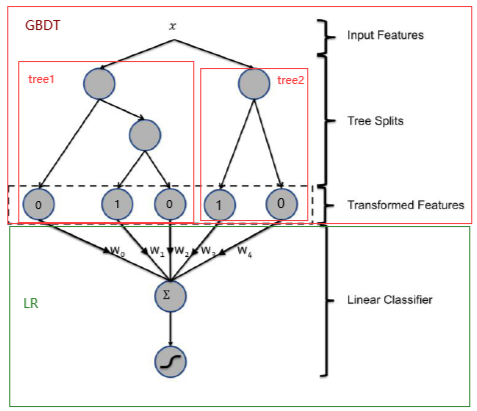 GBDT
x
Input Features
tree1
tree2
Tree Splits
0 1 0 1 0
Transformed Features
W0 W1 W2 W3 W4
Σ
LR
Linear Classifier